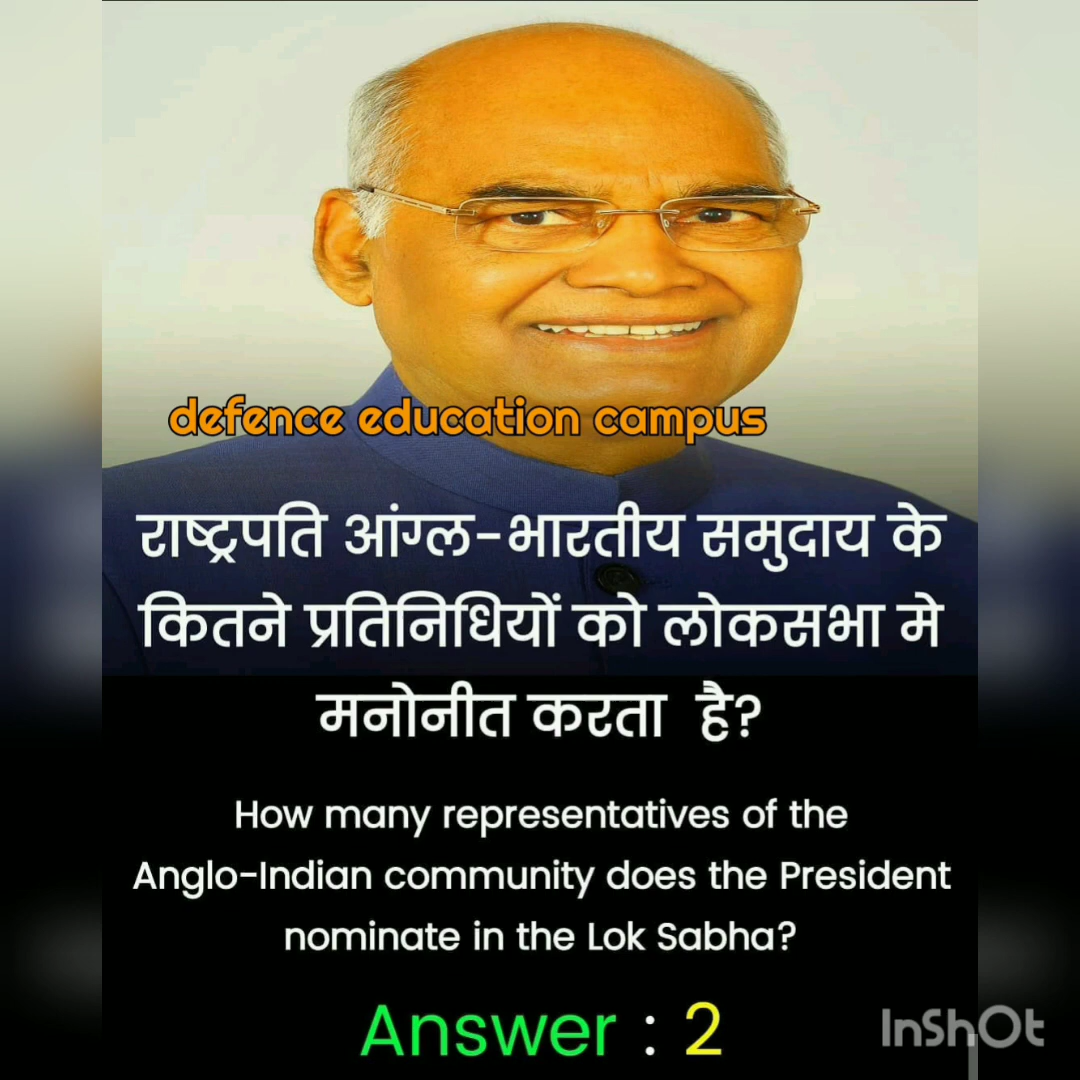 defence education campus
राष्ट्रपति आंग्ल-भारतीय समुदाय के
कितने प्रतिनिधियों को लोकसभा मे
मनोनीत करता है?
How many representatives of the
Anglo-Indian community does the President
nominate in the Lok Sabha?
Answer : 2
InShOt